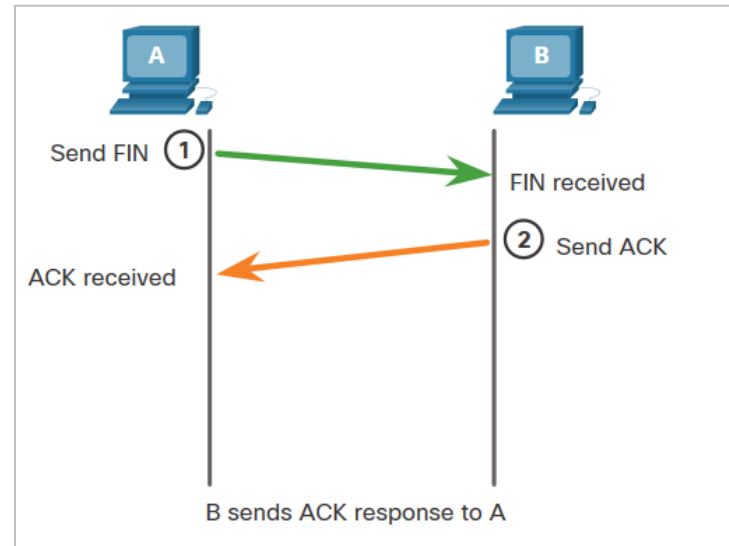 A
B
Send FIN 1
FIN received
2 Send ACK
ACK received
B sends ACK response to A